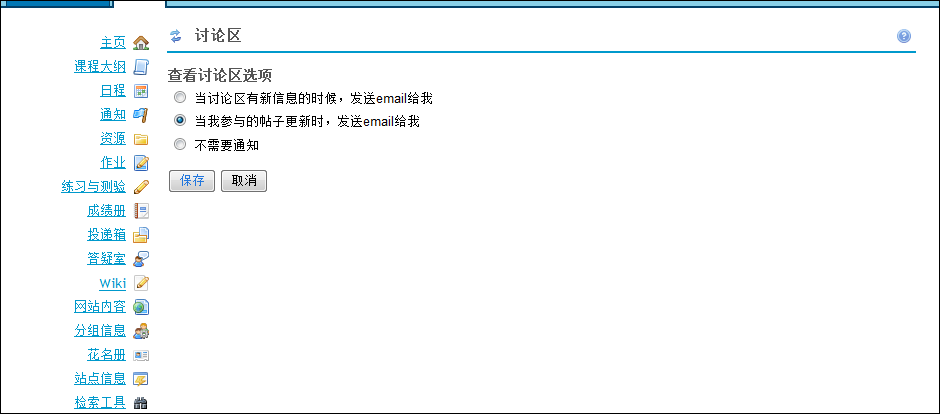 讨论区
主页
课程大纲
日程
通知
资源
作业
练习与测验
成绩册
投递箱
答疑室
Wiki
网站内容
分组信息
花名册
站点信息
检索工具
查看讨论区选项
当讨论区有新信息的时候，发送email给我
当我参与的帖子更新时，发送email给我
不需要通知
保存 取消